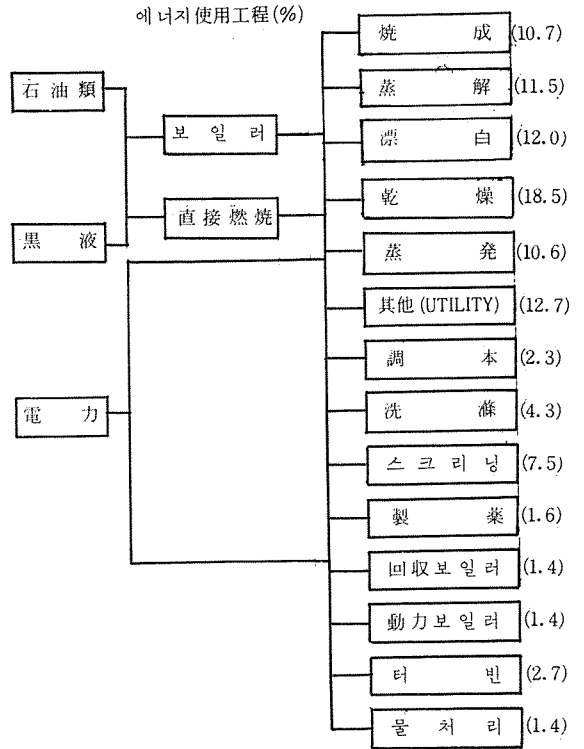 에너지使用工程(%)
石油類
黒液
電力
보일러
直接燃焼
焼成 (10.7)
蒸解 (11.5)
漂白 (12.0)
乾燥 (18.5)
蒸発 (10.6)
其他(UTILITY) (12.7)
調本 (2.3)
洗滌 (4.3)
스크리닝 (7.5)
製薬 (1.6)
回収보일러 (1.4)
動力보일러 (1.4)
터빈 (2.7)
물처리 (1.4)